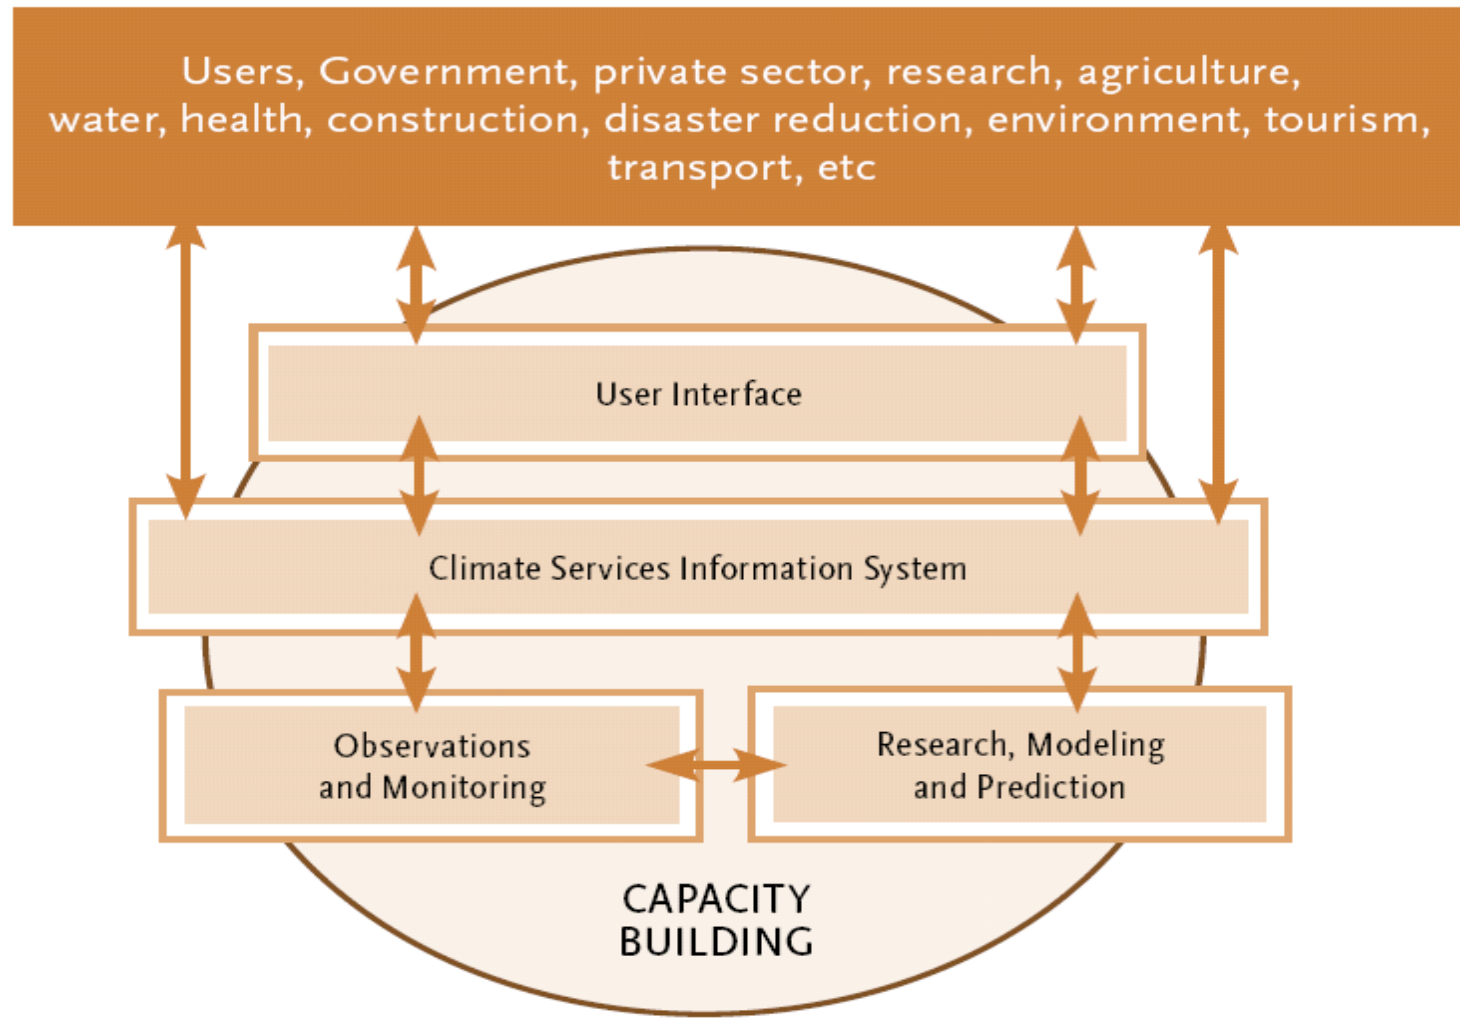 Users, Government, private sector, research, agriculture,
water, health, construction, disaster reduction, environment, tourism,
transport, etc
User Interface
Climate Services Information System
Observations
and Monitoring
Research, Modeling
and Prediction
CAPACITY
BUILDING